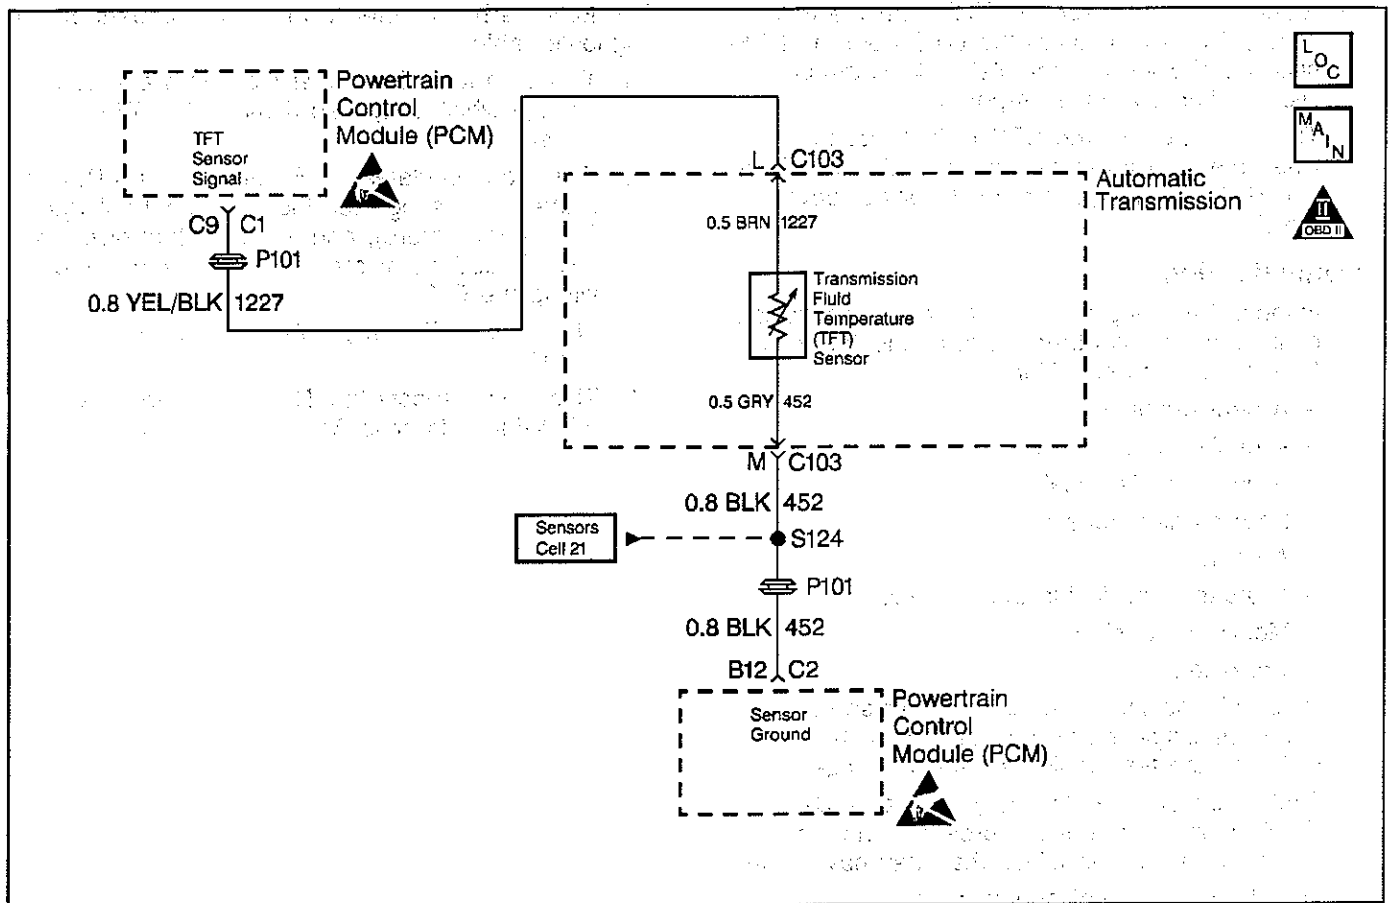 Powertrain
Control
Module (PCM)
TFT
Sensor
Signal
C9 C1
P101
0.8 YEL/BLK 1227
L C103
Automatic
Transmission
0.5 BRN 1227
Transmission
Fluid
Temperature
(TFT)
Sensor
0.5 GRY 452
M C103
0.8 BLK 452
Sensors
Cell 21
S124
P101
0.8 BLK 452
B12 C2
Sensor
Ground
Powertrain
Control
Module (PCM)
LOC
MAIN
II
OBD II